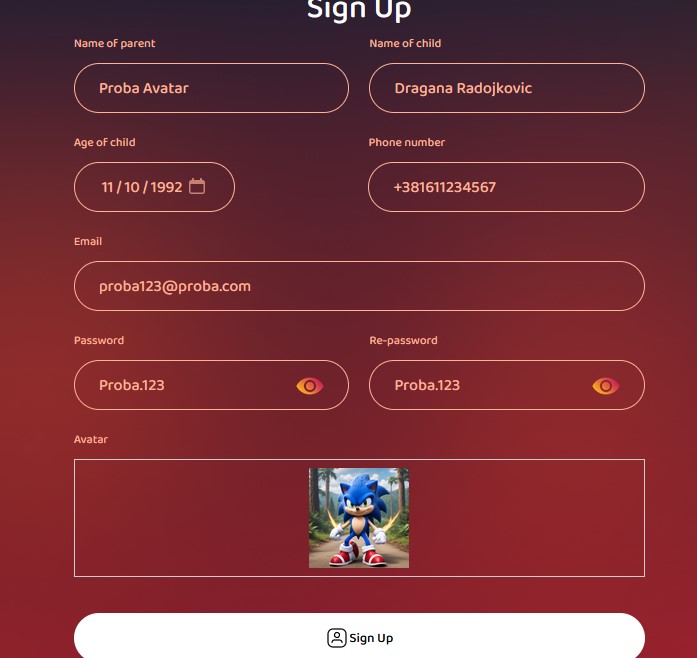 Sign Up
Name of parent
Name of child
Proba Avatar
Dragana Radojkovic
Age of child
Phone number
11 / 10 / 1992
+381611234567
Email
proba123@proba.com
Password
Re-password
Proba.123
Proba.123
Avatar
Sign Up